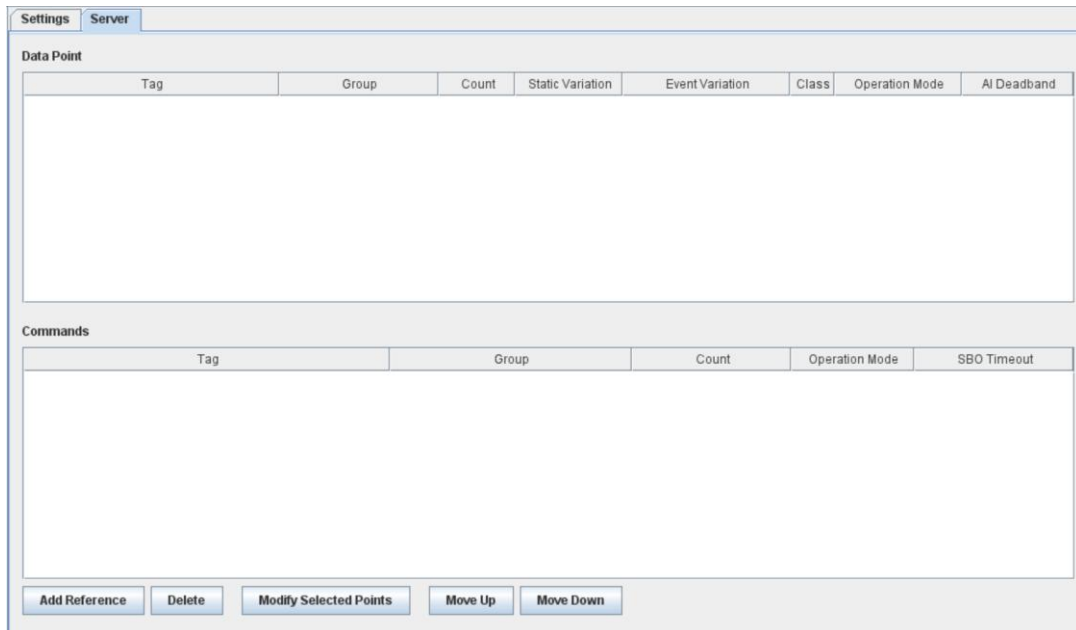 Settings Server
Data Point
Tag Group Count Static Variation Event Variation Class Operation Mode AI Deadband
Commands
Tag Group Count Operation Mode SBO Timeout
Add Reference Delete Modify Selected Points Move Up Move Down